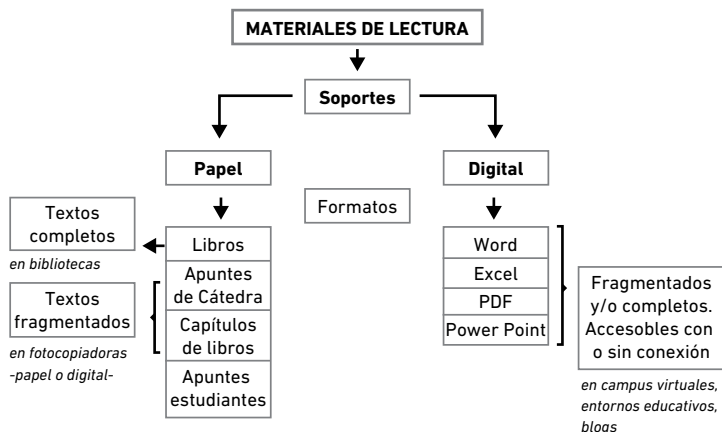 MATERIALES DE LECTURA
Soportes
Papel
Digital
Formatos
Textos
completos
en bibliotecas
Textos
fragmentados
en fotocopiadoras
-papel o digital-
Libros
Apuntes
de Cátedra
Capítulos
de libros
Apuntes
estudiantes
Word
Excel
PDF
Power Point
Fragmentados
y/o completos.
Accesobles con
o sin conexión
en campus virtuales,
entornos educativos,
blogs